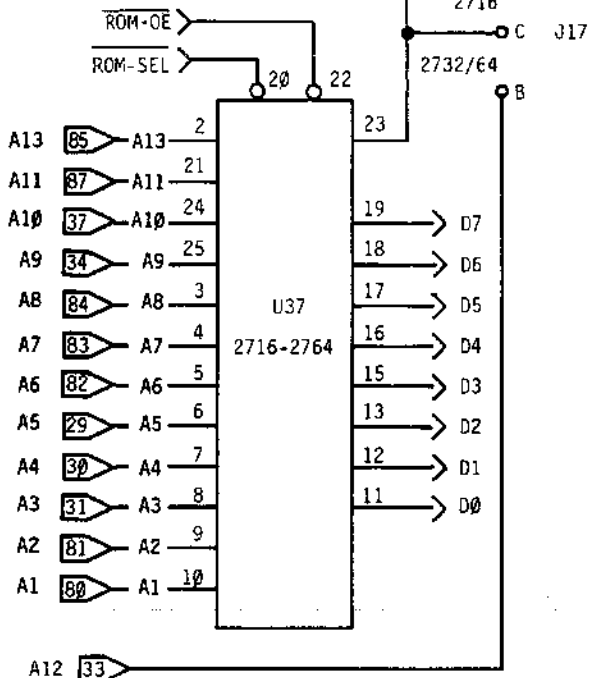 2716
ROM-OE
C J17
ROM-SEL
2732/64
20 22
B
A13 85 A13 2
23
A11 87 A11 21
A10 37 A10 24
19 D7
A9 34 A9 25
18 D6
A8 84 A8 3
17 D5
U37
A7 83 A7 4
2716-2764
16 D4
A6 82 A6 5
15 D3
A5 29 A5 6
13 D2
A4 30 A4 7
12 D1
A3 31 A3 8
11 D0
A2 81 A2 9
A1 80 A1 10
A12 33